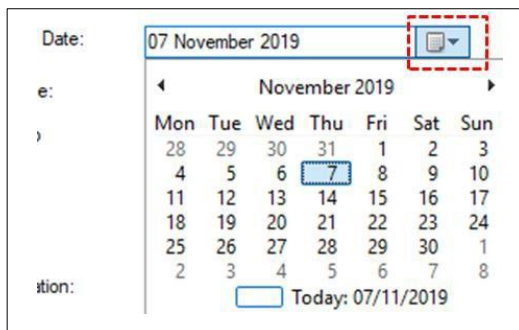 Date: 07 November 2019
e:
November 2019
Mon Tue Wed Thu Fri Sat Sun
28 29 30 31 1 2 3
4 5 6 7 8 9 10
11 12 13 14 15 16 17
18 19 20 21 22 23 24
25 26 27 28 29 30 1
2 3 4 5 6 7 8
ation:
Today: 07/11/2019